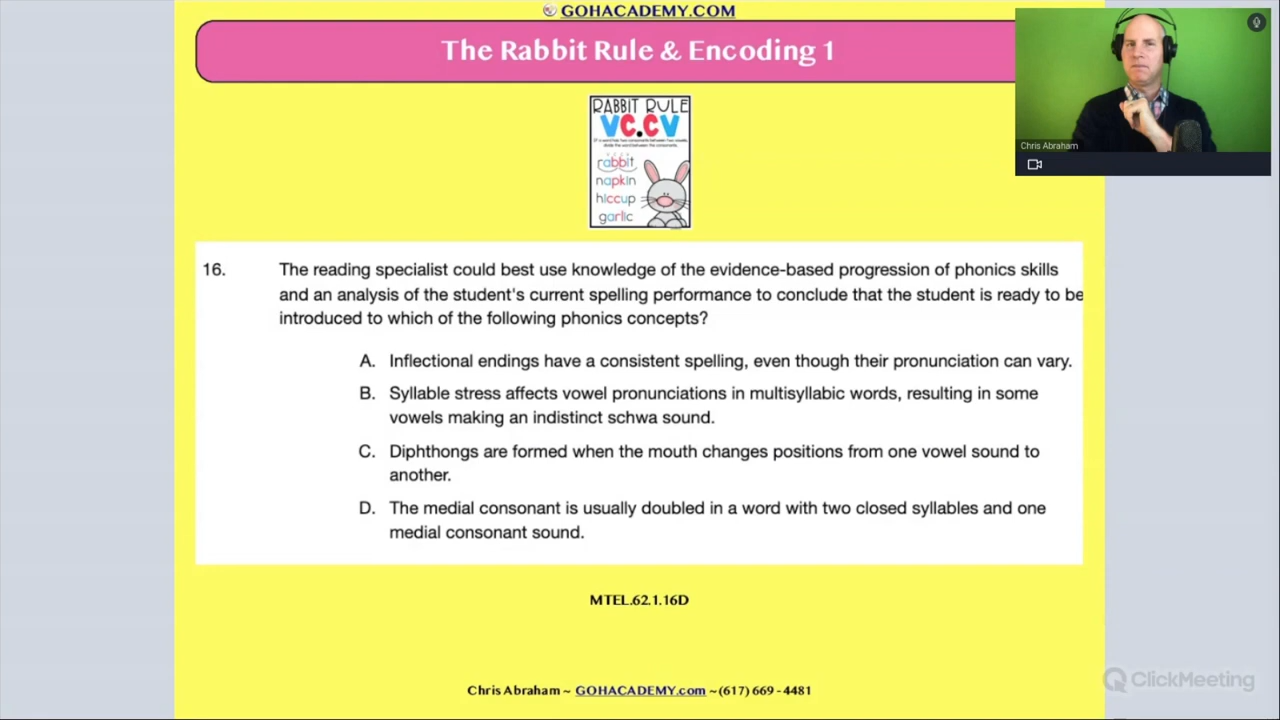 GOHACADEMY.COM
The Rabbit Rule & Encoding 1
RABBIT RULE
VC.CV
rabbit
napkin
hiccup
garlic
Chris Abraham
16. The reading specialist could best use knowledge of the evidence-based progression of phonics skills
and an analysis of the student's current spelling performance to conclude that the student is ready to be
introduced to which of the following phonics concepts?
A. Inflectional endings have a consistent spelling, even though their pronunciation can vary.
B. Syllable stress affects vowel pronunciations in multisyllabic words, resulting in some
vowels making an indistinct schwa sound.
C. Diphthongs are formed when the mouth changes positions from one vowel sound to
another.
D. The medial consonant is usually doubled in a word with two closed syllables and one
medial consonant sound.
MTEL.62.1.16D
Chris Abraham ~ GOHACADEMY.com ~(617) 669 - 4481
ClickMeeting